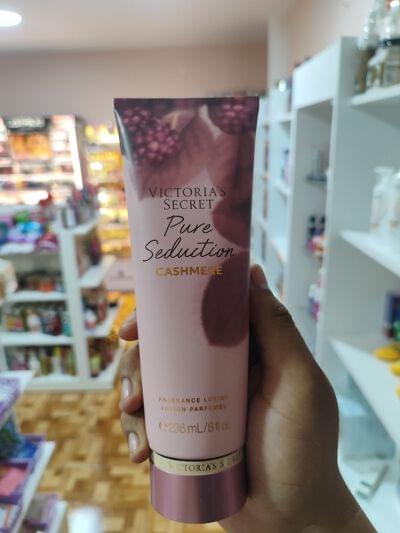 VICTORIA'S
SECRET
Pure
Seduction
CASHMERE
FRAGRANCE LOTION
LOTION PARFUMÉE
℮236 mL/8 fl oz
VICTORIA'S SECRET